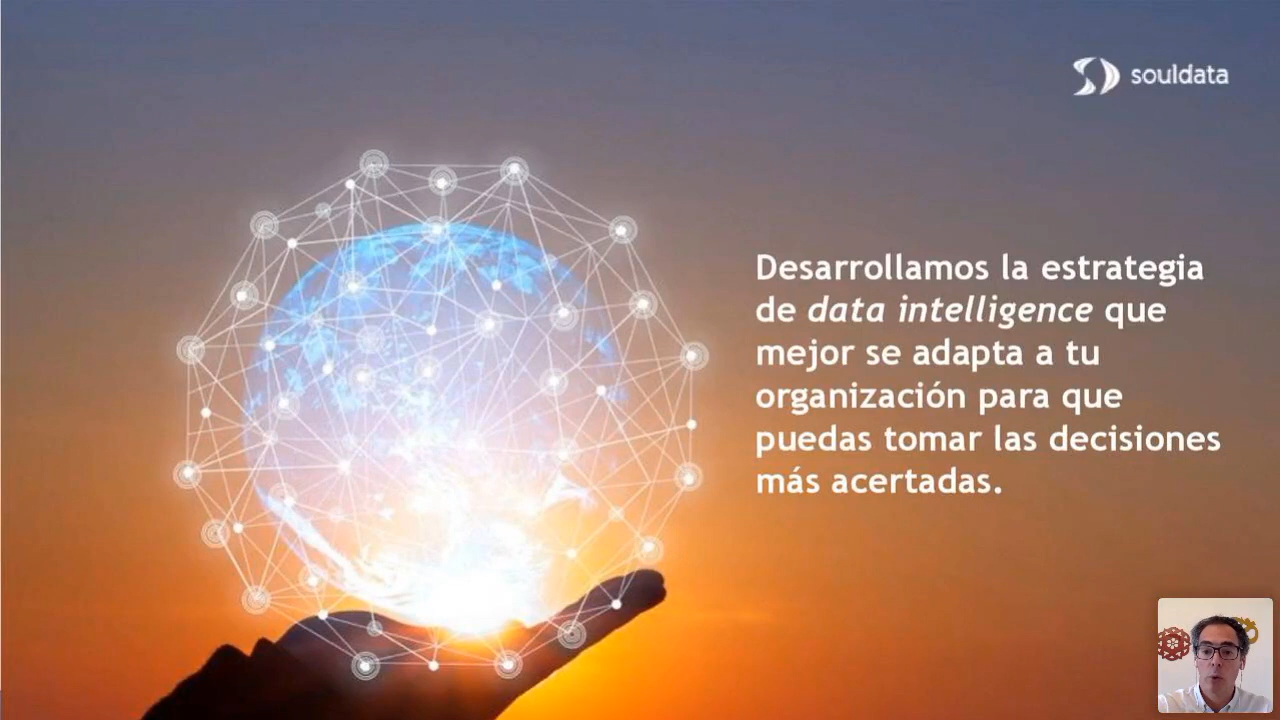 souldata
Desarrollamos la estrategia
de data intelligence que
mejor se adapta a tu
organización para que
puedas tomar las decisiones
más acertadas.